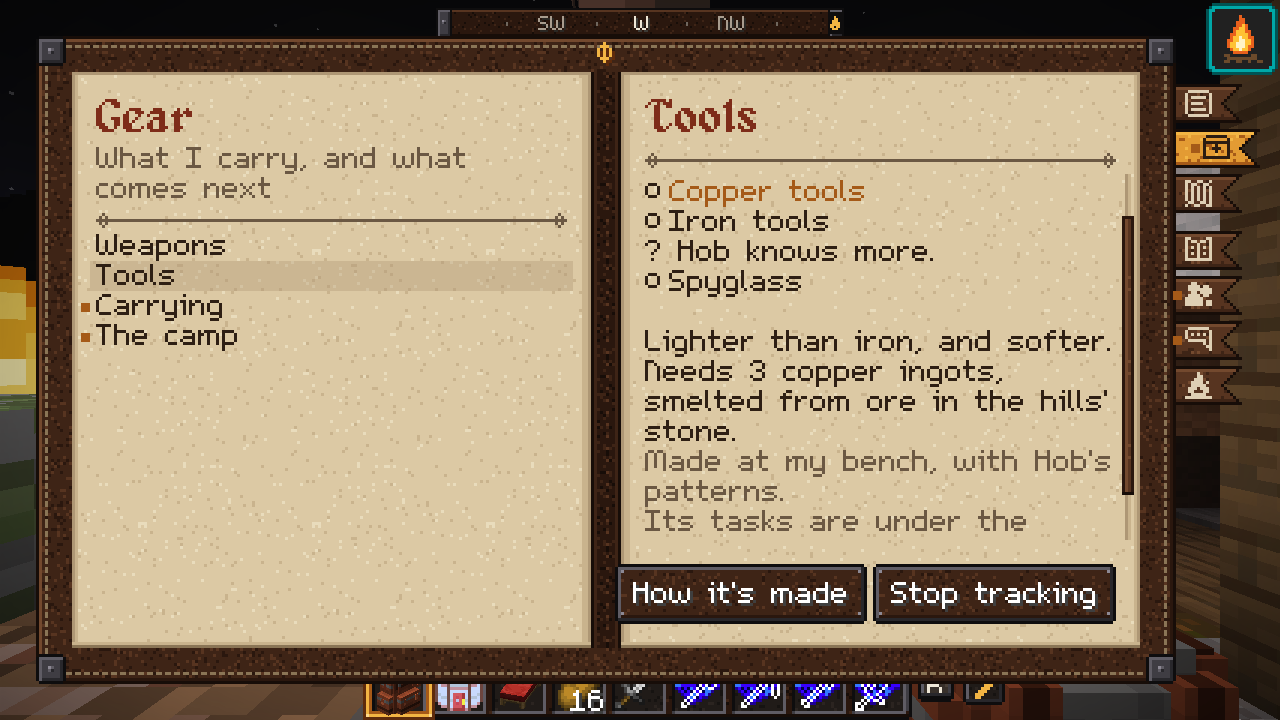 SW W NW
Gear
What I carry, and what
comes next
Weapons
Tools
Carrying
The camp
Tools
Copper tools
Iron tools
? Hob knows more.
Spyglass
Lighter than iron, and softer.
Needs 3 copper ingots,
smelted from ore in the hills'
stone.
Made at my bench, with Hob's
patterns.
Its tasks are under the
How it's made
Stop tracking
16